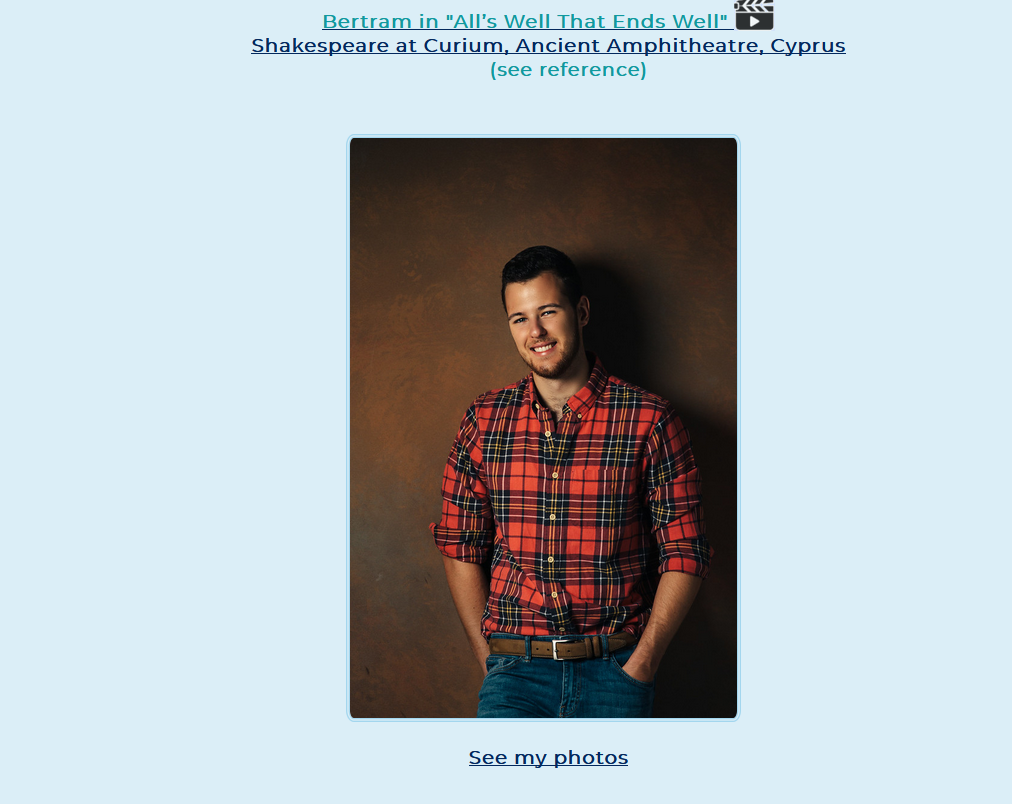 Bertram in "All’s Well That Ends Well"
Shakespeare at Curium, Ancient Amphitheatre, Cyprus
(see reference)
See my photos